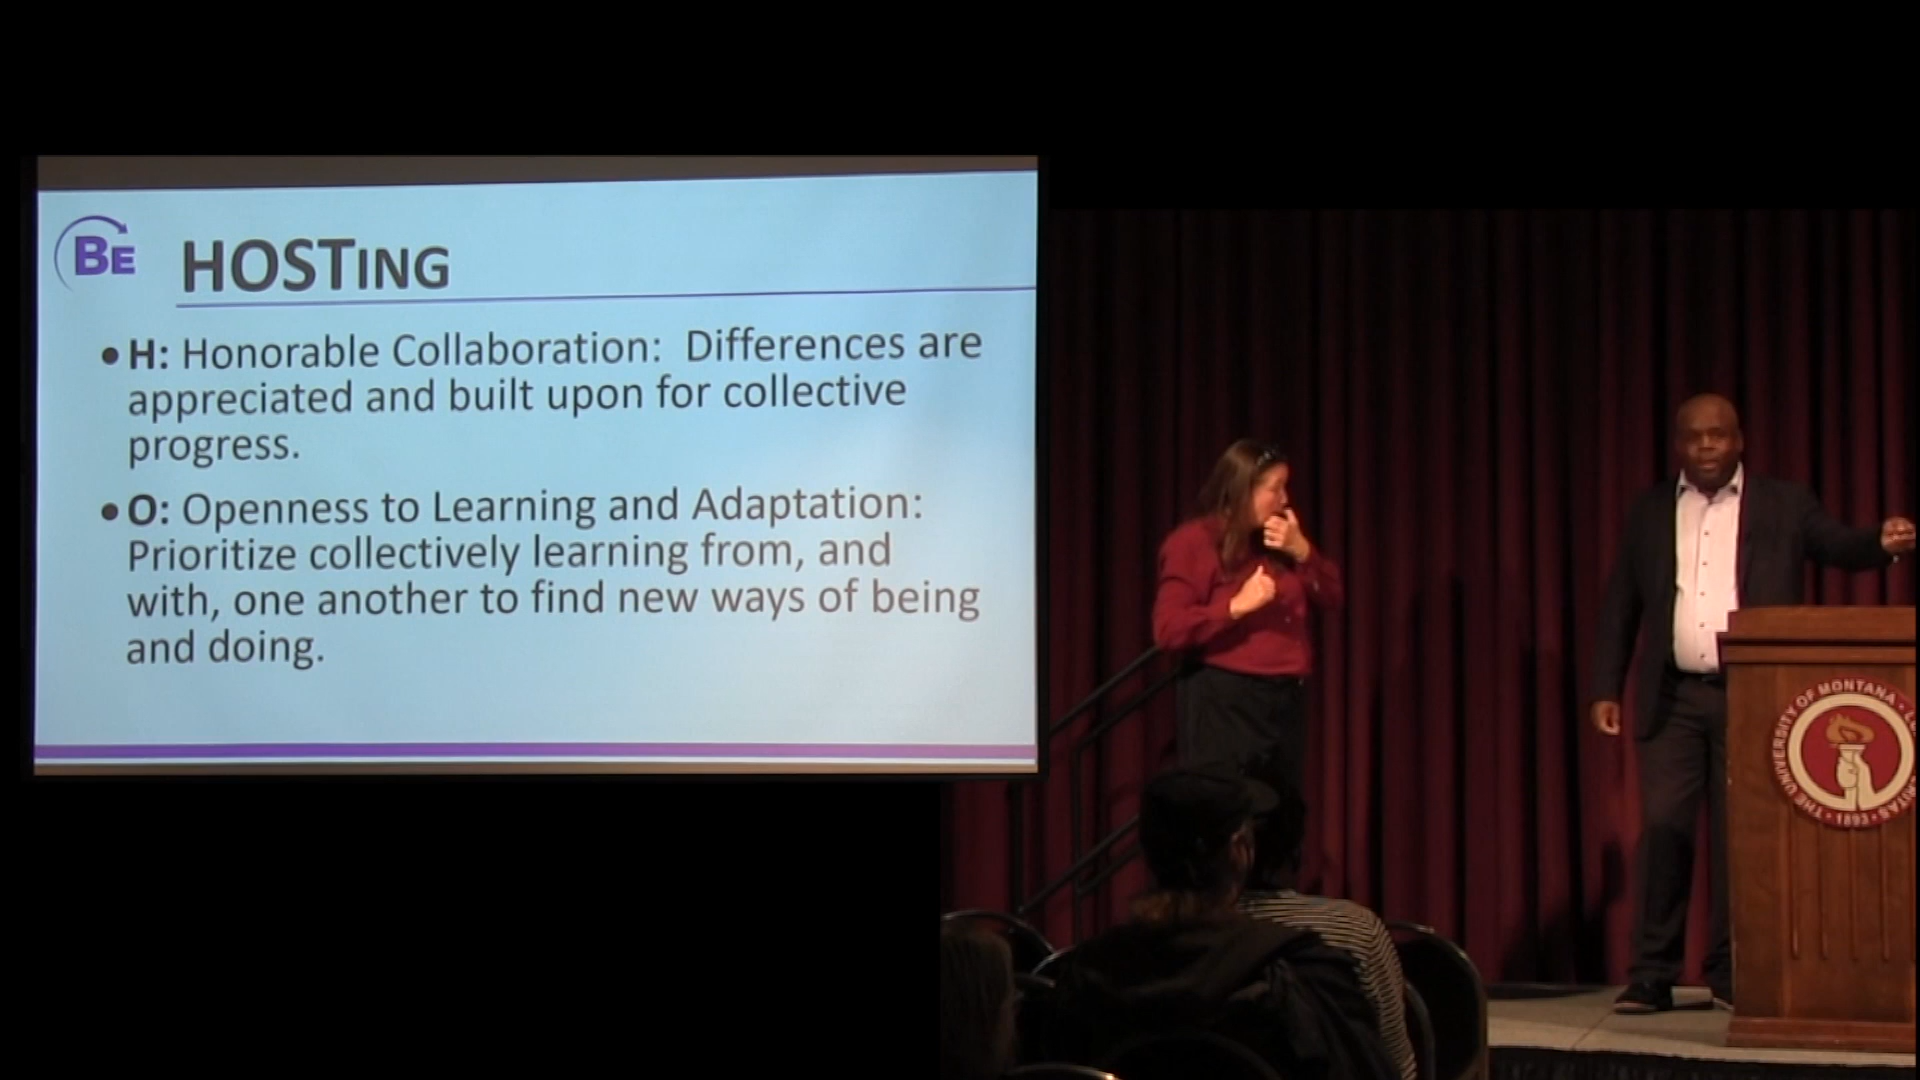 BE
HOSTING
• H: Honorable Collaboration: Differences are
appreciated and built upon for collective
progress.
• O: Openness to Learning and Adaptation:
Prioritize collectively learning from, and
with, one another to find new ways of being
and doing.
THE UNIVERSITY OF MONTANA
1893